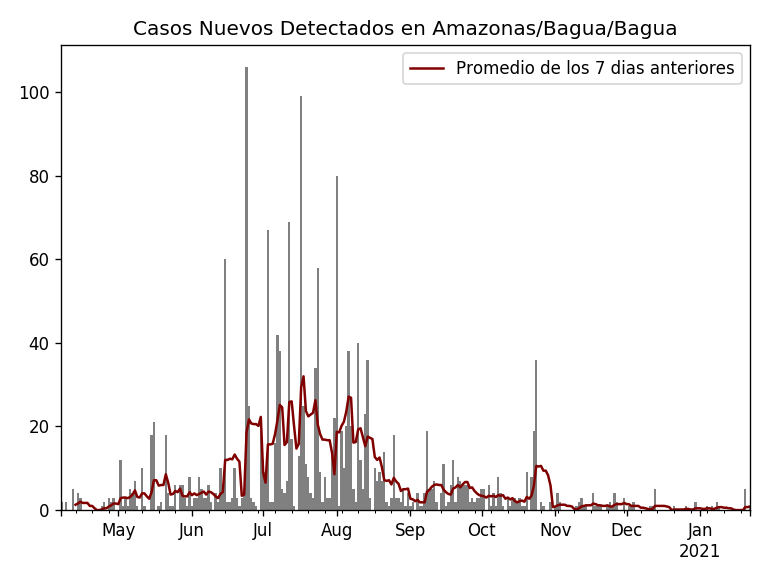 Casos Nuevos Detectados en Amazonas/Bagua/Bagua
Promedio de los 7 dias anteriores
100
80
60
40
20
0
May Jun Jul Aug Sep Oct Nov Dec Jan
2021